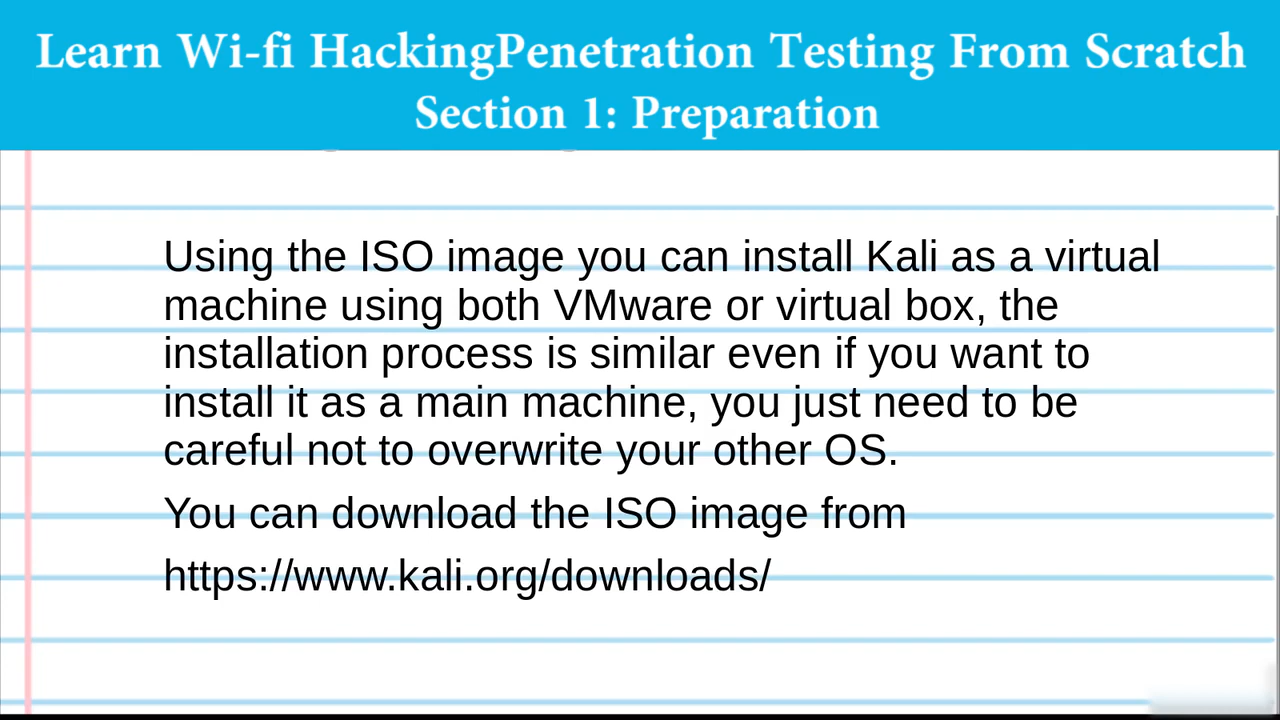 Learn Wi-fi HackingPenetration Testing From Scratch
Section 1: Preparation
Using the ISO image you can install Kali as a virtual
machine using both VMware or virtual box, the
installation process is similar even if you want to
install it as a main machine, you just need to be
careful not to overwrite your other OS.
You can download the ISO image from
https://www.kali.org/downloads/